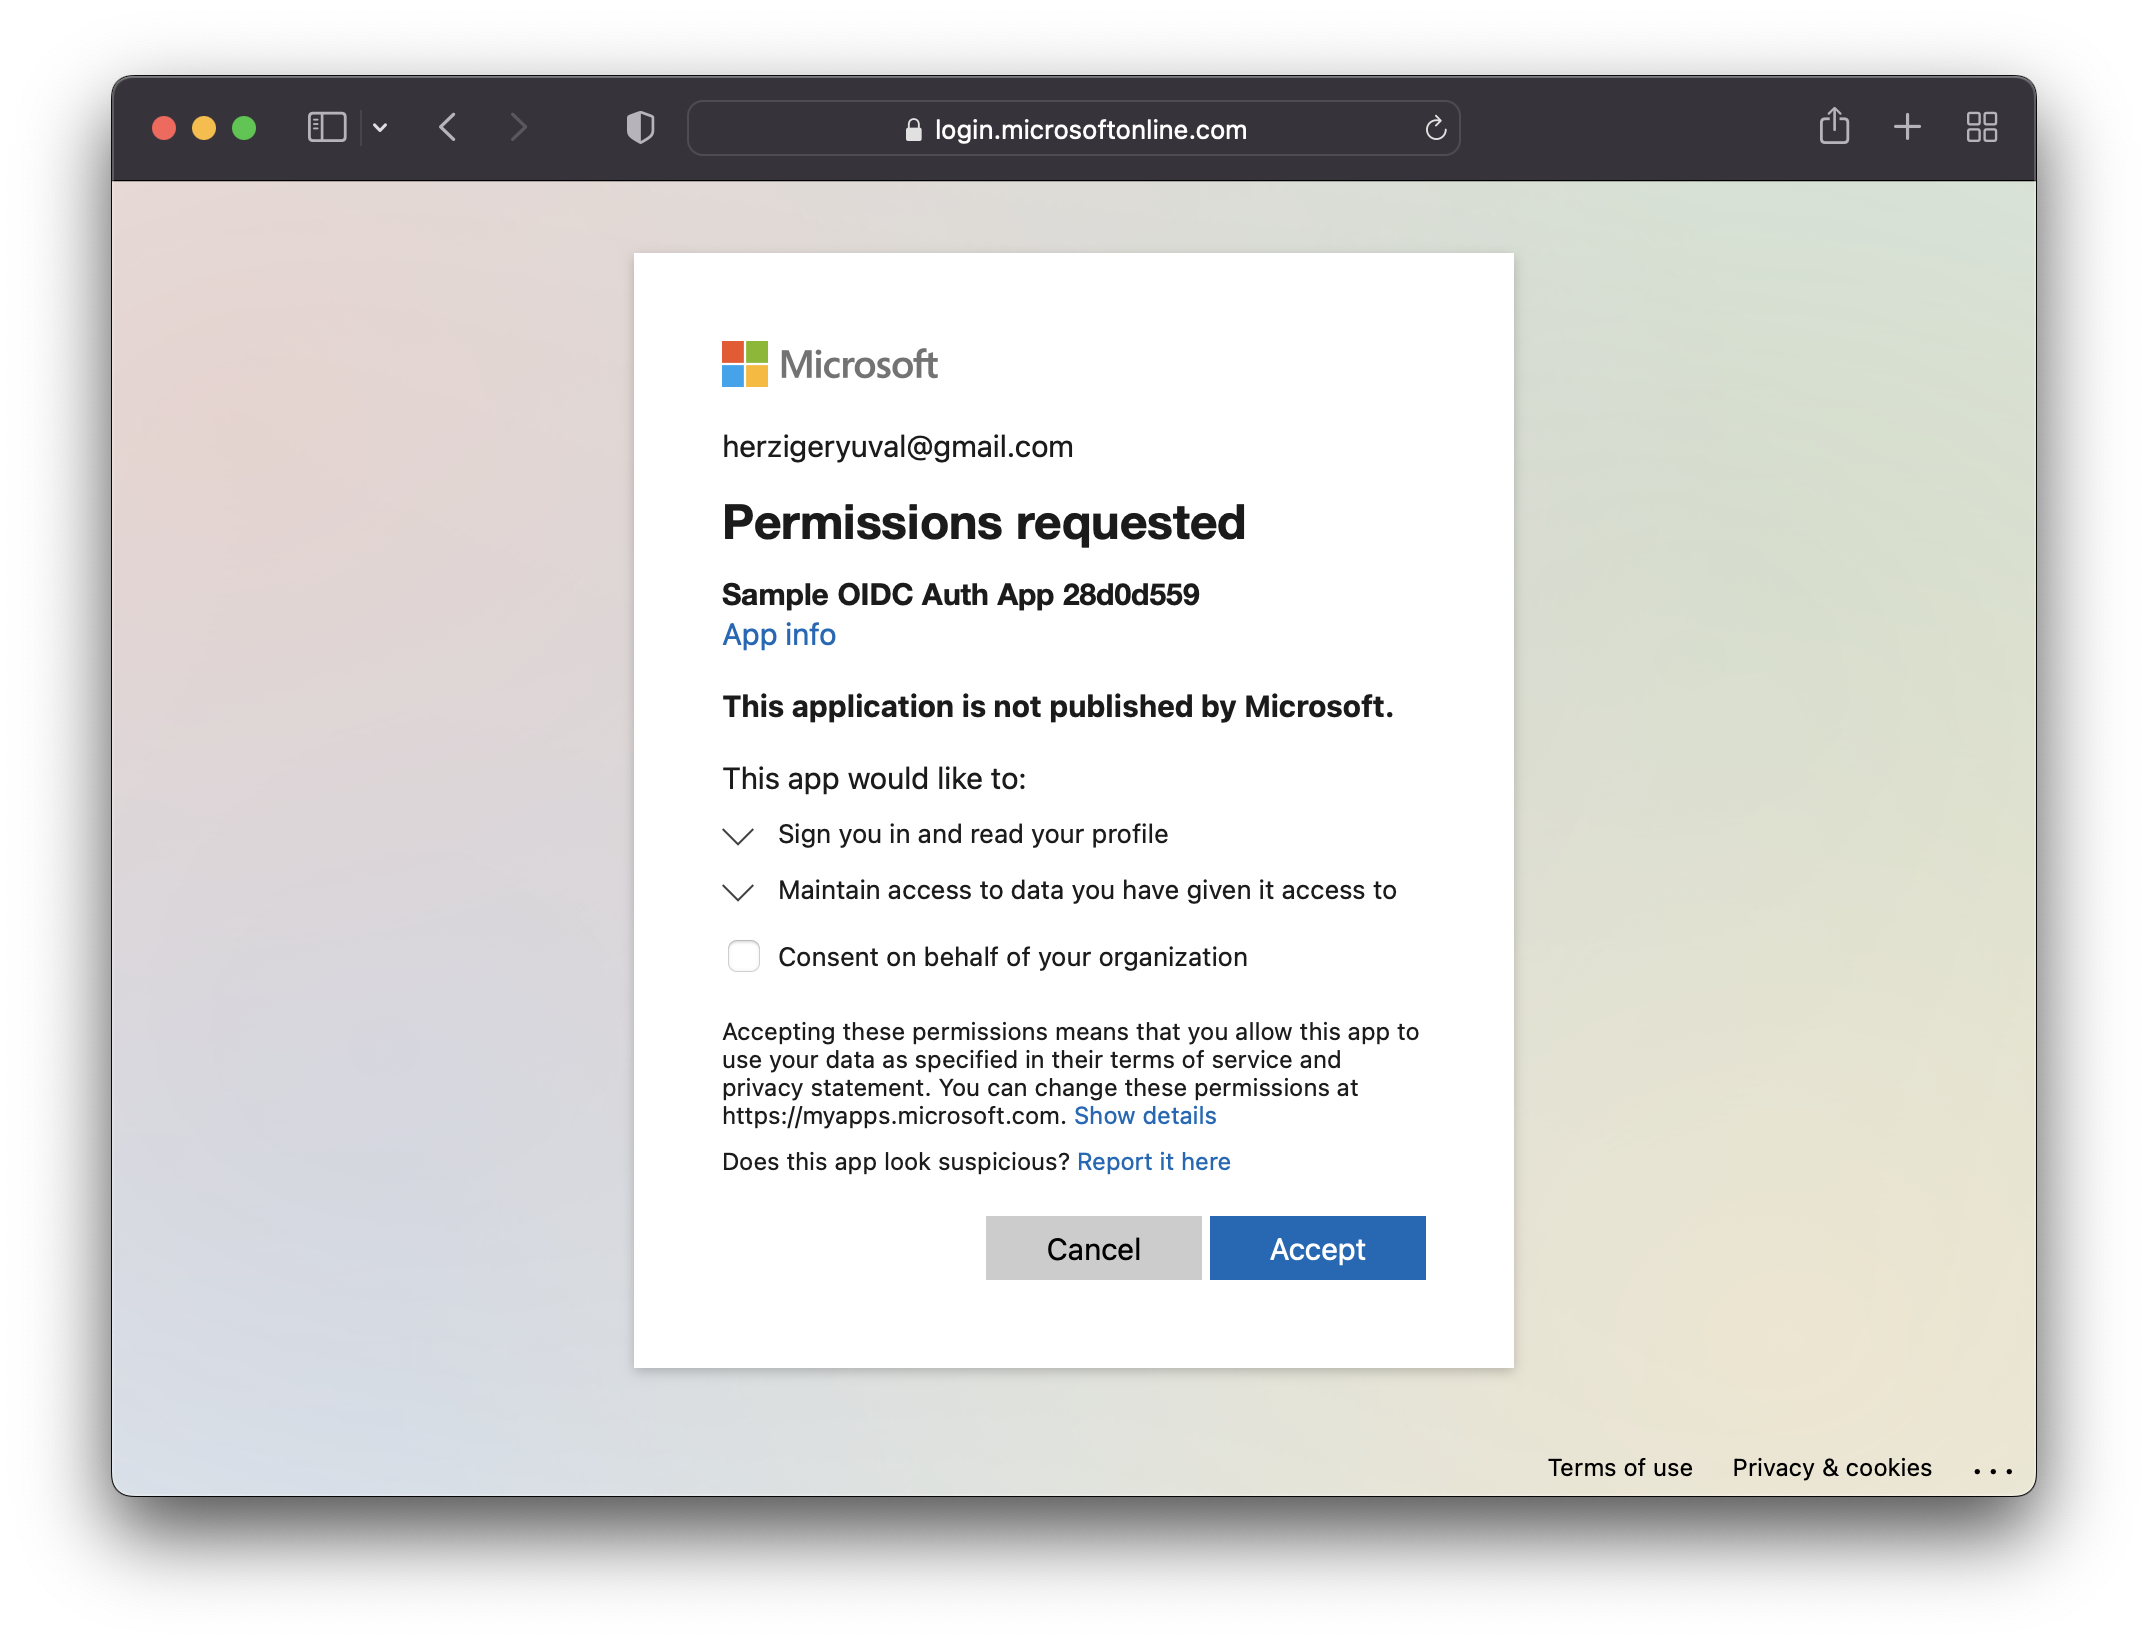 login.microsoftonline.com
Microsoft
herzigeryuval@gmail.com
Permissions requested
Sample OIDC Auth App 28d0d559
App info
This application is not published by Microsoft.
This app would like to:
Sign you in and read your profile
Maintain access to data you have given it access to
Consent on behalf of your organization
Accepting these permissions means that you allow this app to
use your data as specified in their terms of service and
privacy statement. You can change these permissions at
https://myapps.microsoft.com. Show details
Does this app look suspicious? Report it here
Cancel Accept
Terms of use Privacy & cookies ...